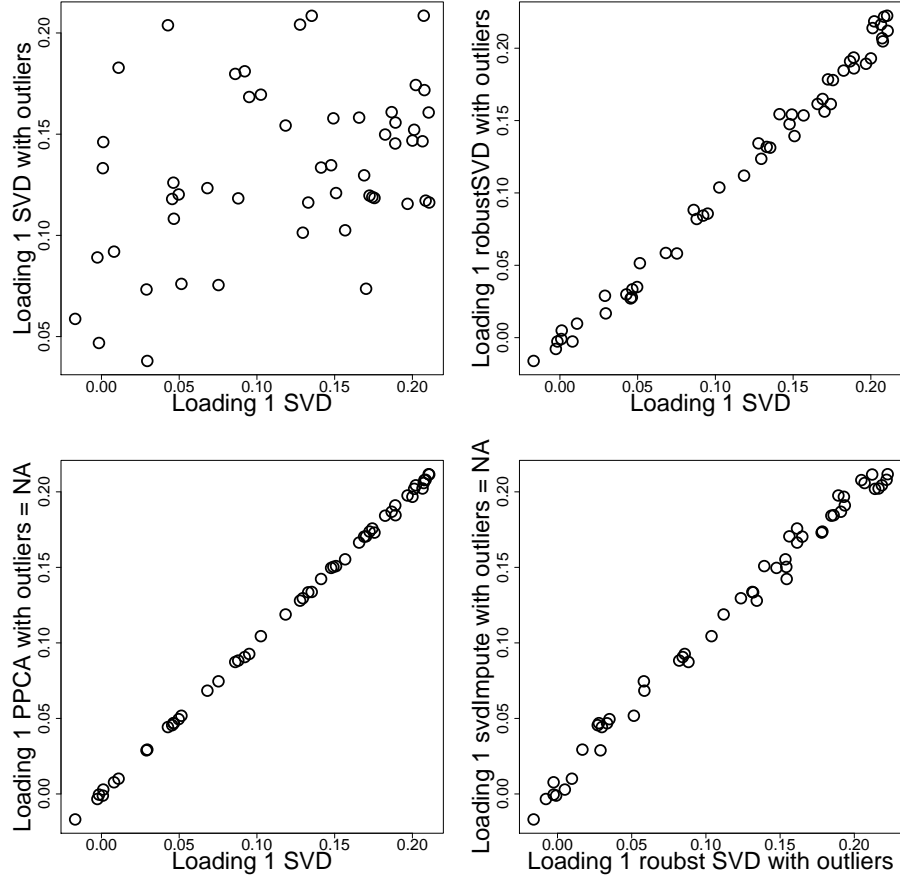 Loading 1 SVD with outliers
0.05 0.10 0.15 0.20
0.00 0.05 0.10 0.15 0.20
Loading 1 SVD
Loading 1 robustSVD with outliers
0.00 0.05 0.10 0.15 0.20
0.00 0.05 0.10 0.15 0.20
Loading 1 SVD
Loading 1 PPCA with outliers = NA
0.00 0.05 0.10 0.15 0.20
0.00 0.05 0.10 0.15 0.20
Loading 1 SVD
Loading 1 svdImpute with outliers = NA
0.00 0.05 0.10 0.15 0.20
0.00 0.05 0.10 0.15 0.20
Loading 1 roubst SVD with outliers